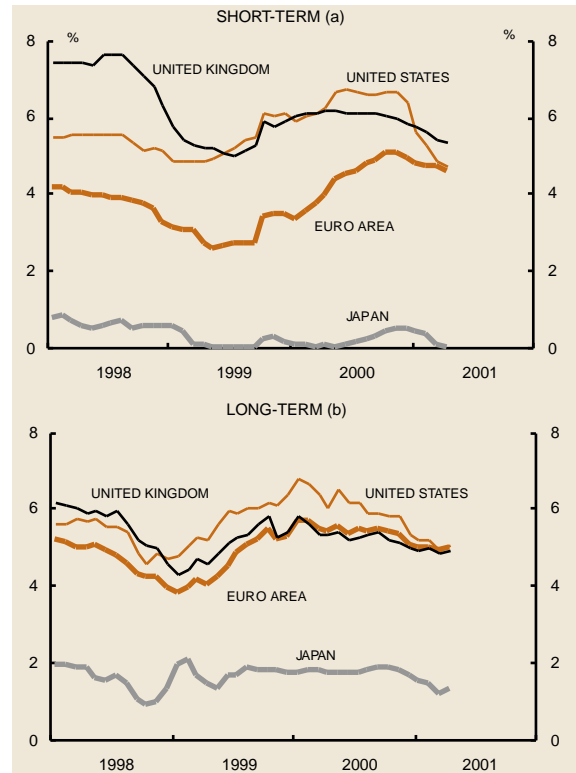 SHORT-TERM (a)
8 % % 8
UNITED KINGDOM UNITED STATES
6 6
4 4
EURO AREA
2 2
JAPAN
0 0
1998 1999 2000 2001
LONG-TERM (b)
8 8
UNITED KINGDOM UNITED STATES
6 6
4 4
EURO AREA
JAPAN
2 2
0 0
1998 1999 2000 2001